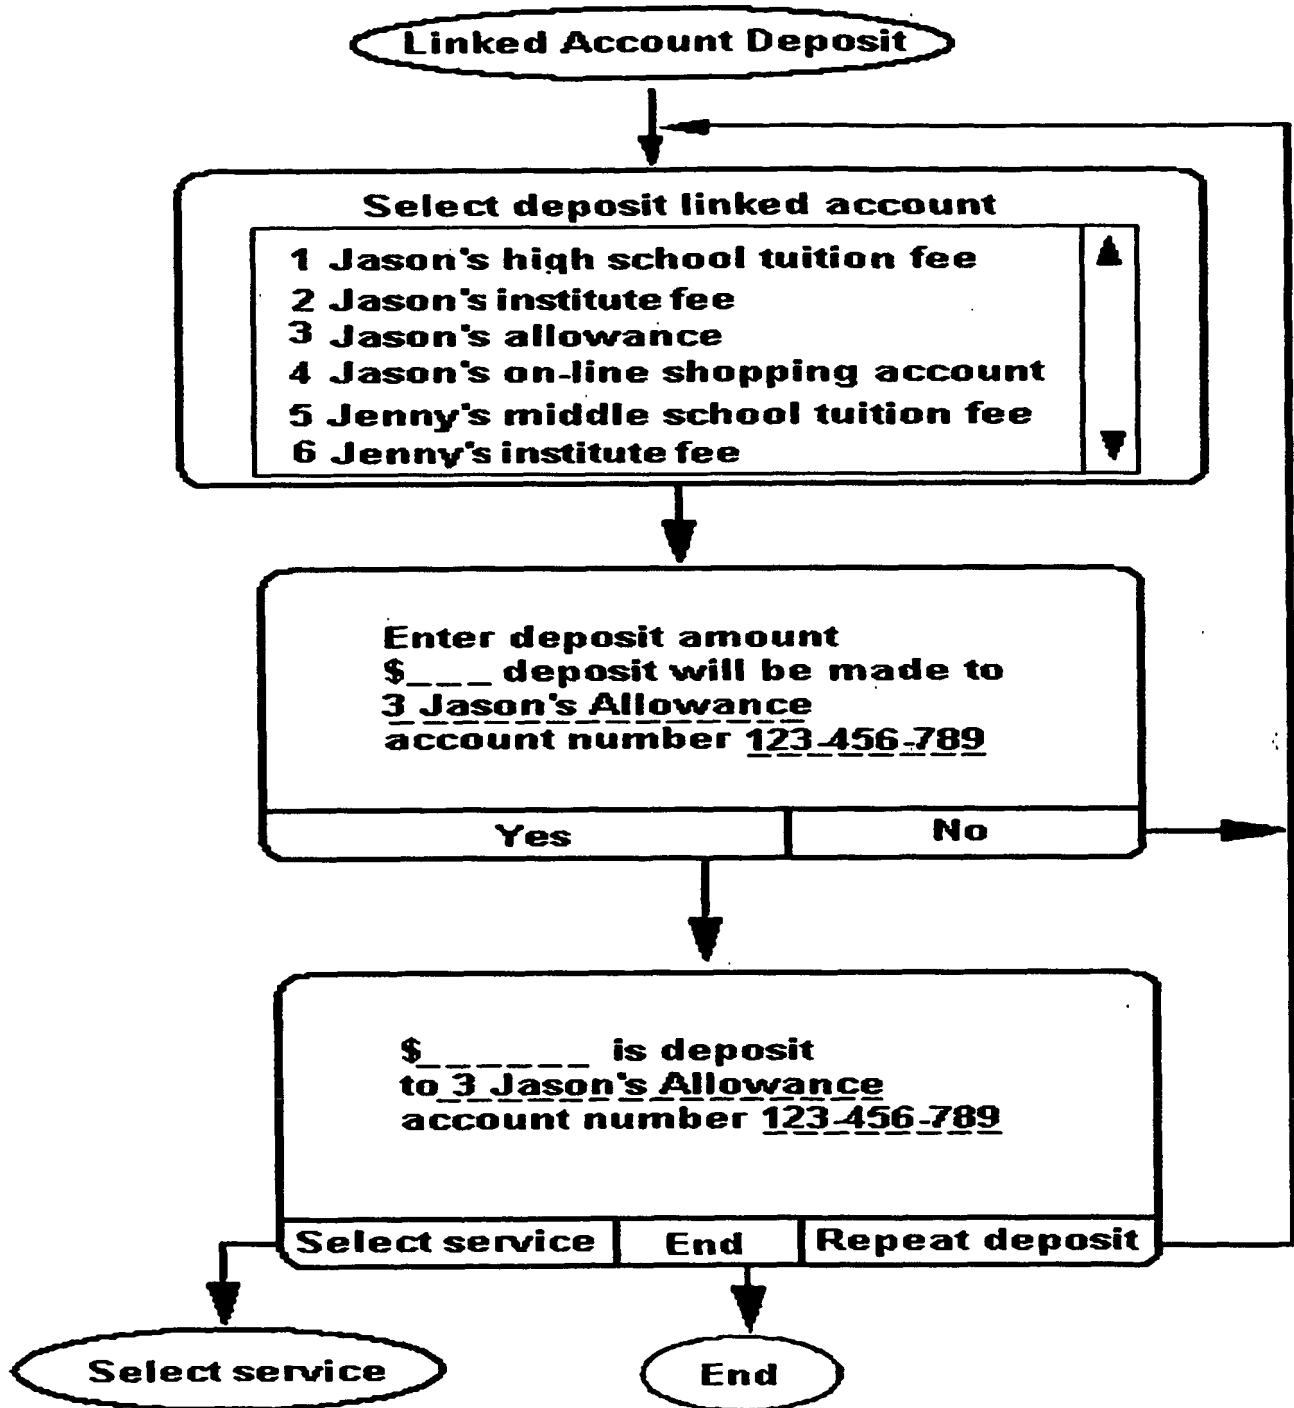 Linked Account Deposit
Select deposit linked account
1 Jason's high school tuition fee
2 Jason's institute fee
3 Jason's allowance
4 Jason's on-line shopping account
5 Jenny's middle school tuition fee
6 Jenny's institute fee
Enter deposit amount
$___ deposit will be made to
3 Jason's Allowance
account number 123-456-789
Yes
No
$______ is deposit
to 3 Jason's Allowance
account number 123-456-789
Select service
End
Repeat deposit
Select service
End